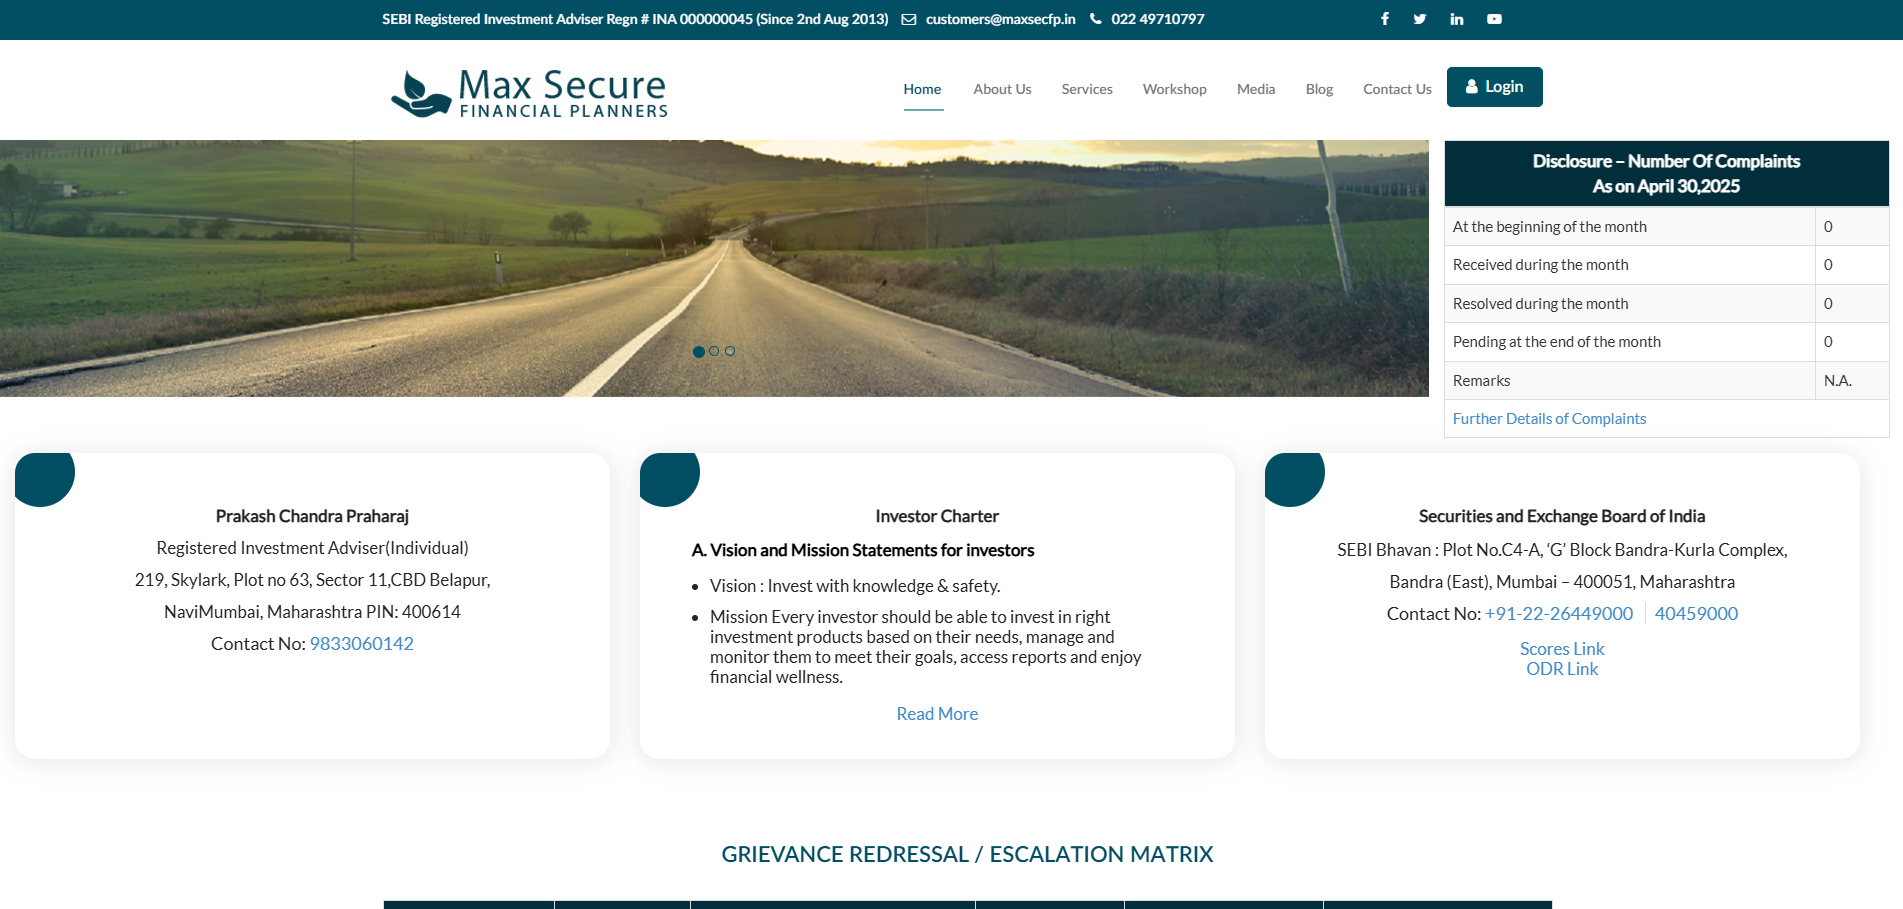 SEBI Registered Investment Adviser Regn # INA 000000045 (Since 2nd Aug 2013) customers@maxsecfp.in 022 49710797
Max Secure
FINANCIAL PLANNERS
Home About Us Services Workshop Media Blog Contact Us Login
Disclosure – Number Of Complaints
As on April 30,2025
At the beginning of the month 0
Received during the month 0
Resolved during the month 0
Pending at the end of the month 0
Remarks N.A.
Further Details of Complaints
Prakash Chandra Praharaj
Registered Investment Adviser(Individual)
219, Skylark, Plot no 63, Sector 11,CBD Belapur,
NaviMumbai, Maharashtra PIN: 400614
Contact No: 9833060142
Investor Charter
A. Vision and Mission Statements for investors
• Vision : Invest with knowledge & safety.
• Mission Every investor should be able to invest in right
investment products based on their needs, manage and
monitor them to meet their goals, access reports and enjoy
financial wellness.
Read More
Securities and Exchange Board of India
SEBI Bhavan : Plot No.C4-A, ‘G’ Block Bandra-Kurla Complex,
Bandra (East), Mumbai – 400051, Maharashtra
Contact No: +91-22-26449000 40459000
Scores Link
ODR Link
GRIEVANCE REDRESSAL / ESCALATION MATRIX